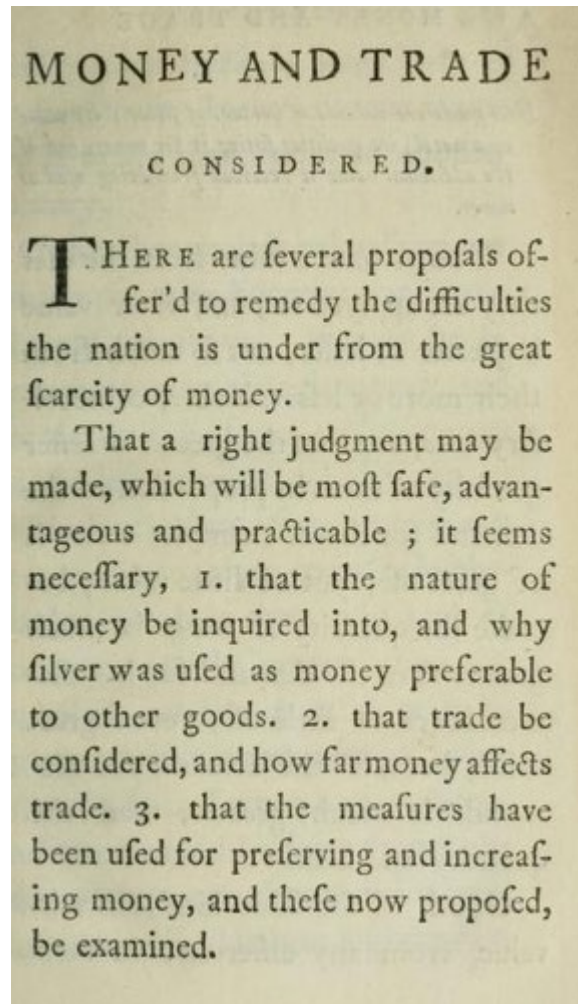 MONEY AND TRADE
CONSIDERED.
THERE are ſeveral propoſals of-
fer'd to remedy the difficulties
the nation is under from the great
ſcarcity of money.
That a right judgment may be
made, which will be moſt ſafe, advan-
tageous and practicable ; it ſeems
neceſſary, 1. that the nature of
money be inquired into, and why
ſilver was uſed as money preferable
to other goods. 2. that trade be
conſidered, and how far money affects
trade. 3. that the meaſures have
been uſed for preſerving and increaſ-
ing money, and theſe now propoſed,
be examined.